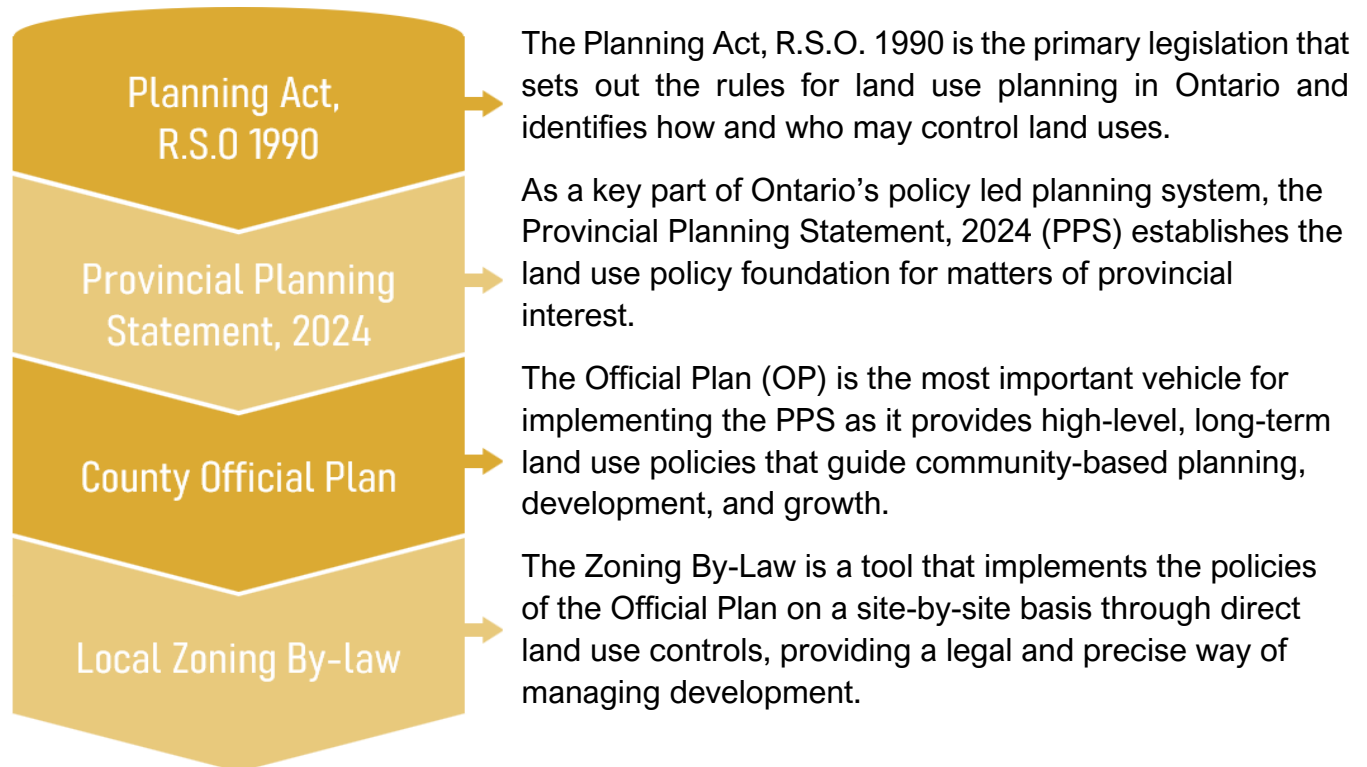 Planning Act,
R.S.O 1990
The Planning Act, R.S.O. 1990 is the primary legislation that
sets out the rules for land use planning in Ontario and
identifies how and who may control land uses.
Provincial Planning
Statement, 2024
As a key part of Ontario’s policy led planning system, the
Provincial Planning Statement, 2024 (PPS) establishes the
land use policy foundation for matters of provincial
interest.
County Official Plan
The Official Plan (OP) is the most important vehicle for
implementing the PPS as it provides high-level, long-term
land use policies that guide community-based planning,
development, and growth.
Local Zoning By-law
The Zoning By-Law is a tool that implements the policies
of the Official Plan on a site-by-site basis through direct
land use controls, providing a legal and precise way of
managing development.